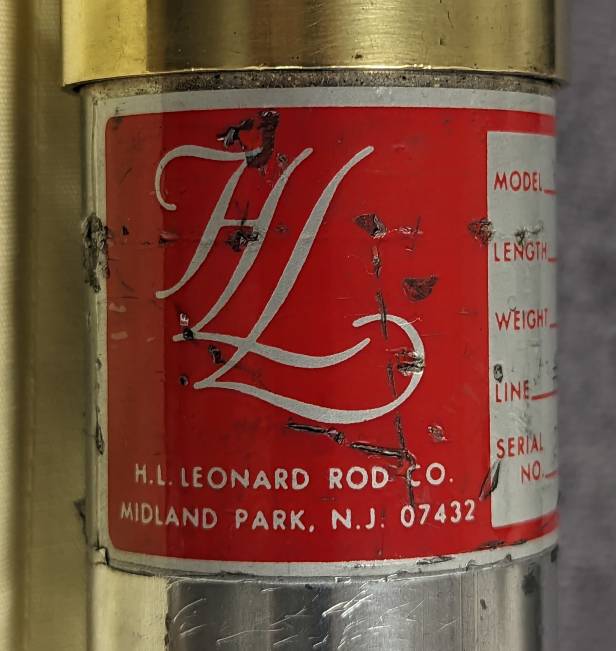 HL
H.L. LEONARD ROD CO.
MIDLAND PARK, N.J. 07432
MODEL
LENGTH
WEIGHT
LINE
SERIAL
NO.